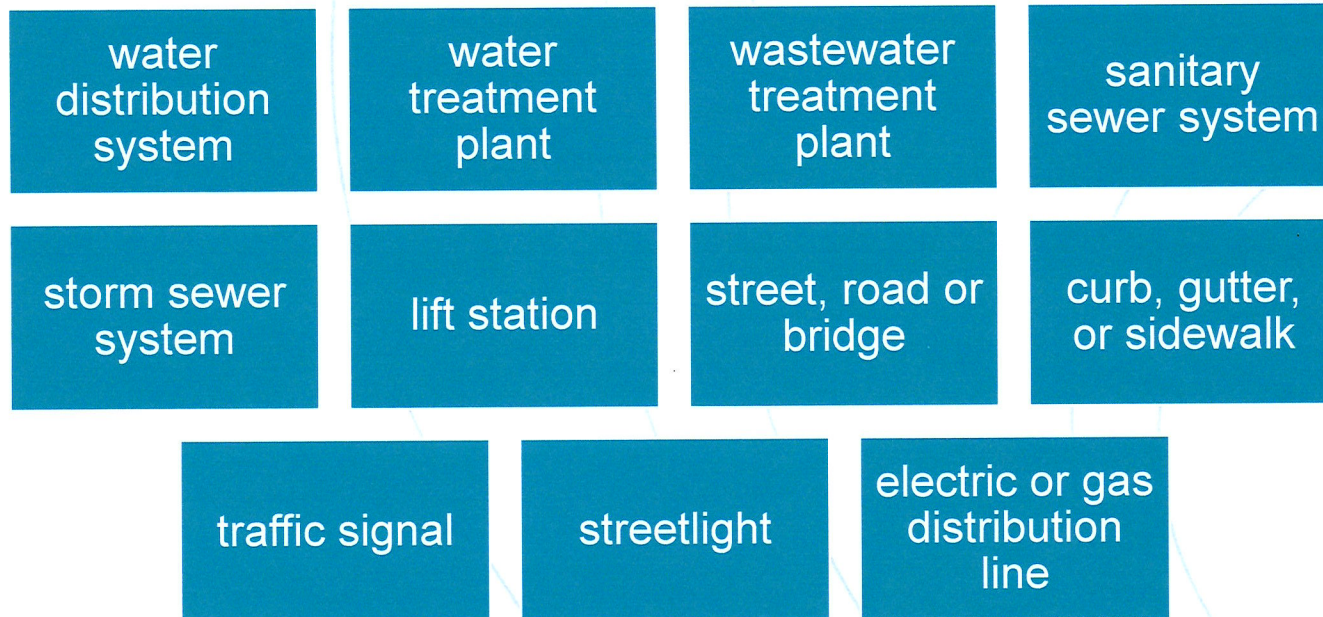 water
distribution
system
water
treatment
plant
wastewater
treatment
plant
sanitary
sewer system
storm sewer
system
lift station
street, road or
bridge
curb, gutter,
or sidewalk
traffic signal
streetlight
electric or gas
distribution
line